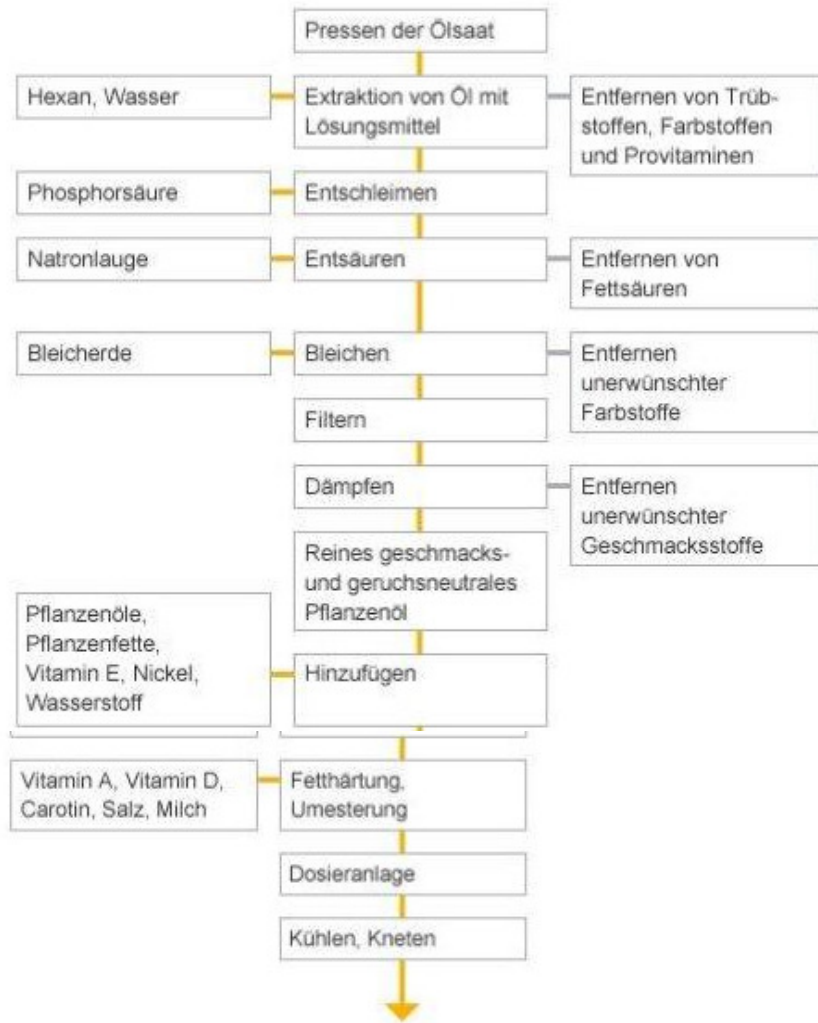 Pressen der Ölsaat
Hexan, Wasser
Extraktion von Öl mit
Lösungsmittel
Entfernen von Trüb-
stoffen, Farbstoffen
und Provitaminen
Phosphorsäure
Entschleimen
Natronlauge
Entsäuren
Entfernen von
Fettsäuren
Bleicherde
Bleichen
Entfernen
unerwünschter
Farbstoffe
Filtern
Dämpfen
Entfernen
unerwünschter
Geschmacksstoffe
Reines geschmacks-
und geruchsneutrales
Pflanzenöl
Pflanzenöle,
Pflanzenfette,
Vitamin E, Nickel,
Wasserstoff
Hinzufügen
Vitamin A, Vitamin D,
Carotin, Salz, Milch
Fetthärtung,
Umesterung
Dosieranlage
Kühlen, Kneten